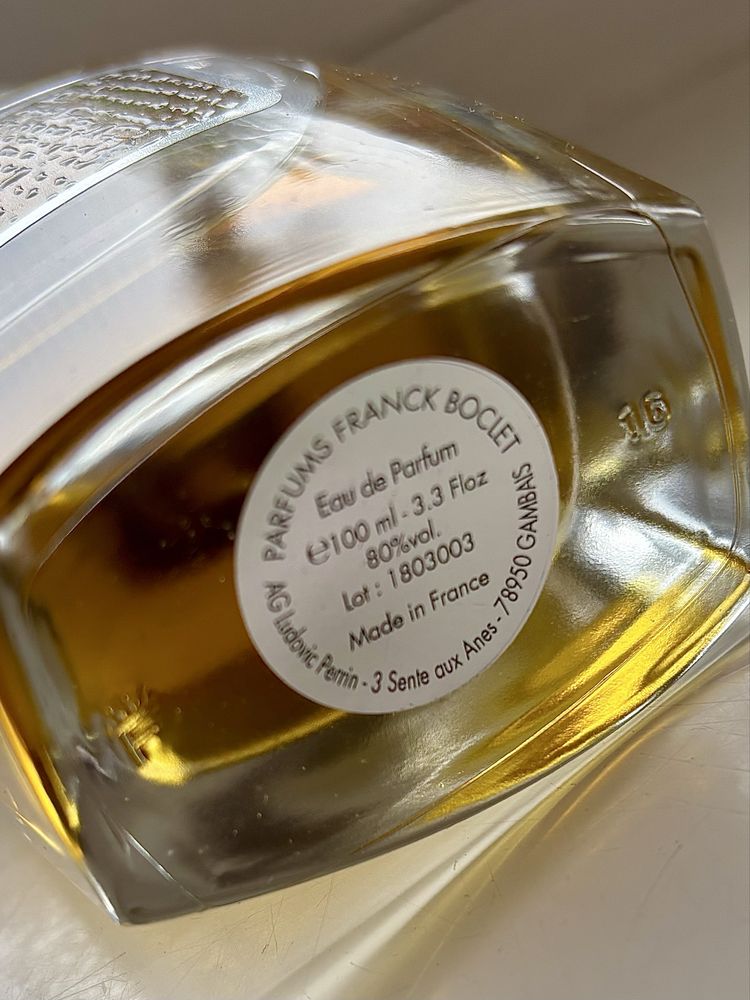 PARFUMS FRANCK BOCLET
Eau de Parfum
℮100 ml - 3.3 Floz
80%vol.
Lot : 1803003
Made in France
AG Ludovic Perrin - 3 Sente aux Anes - 78950 GAMBAIS
16